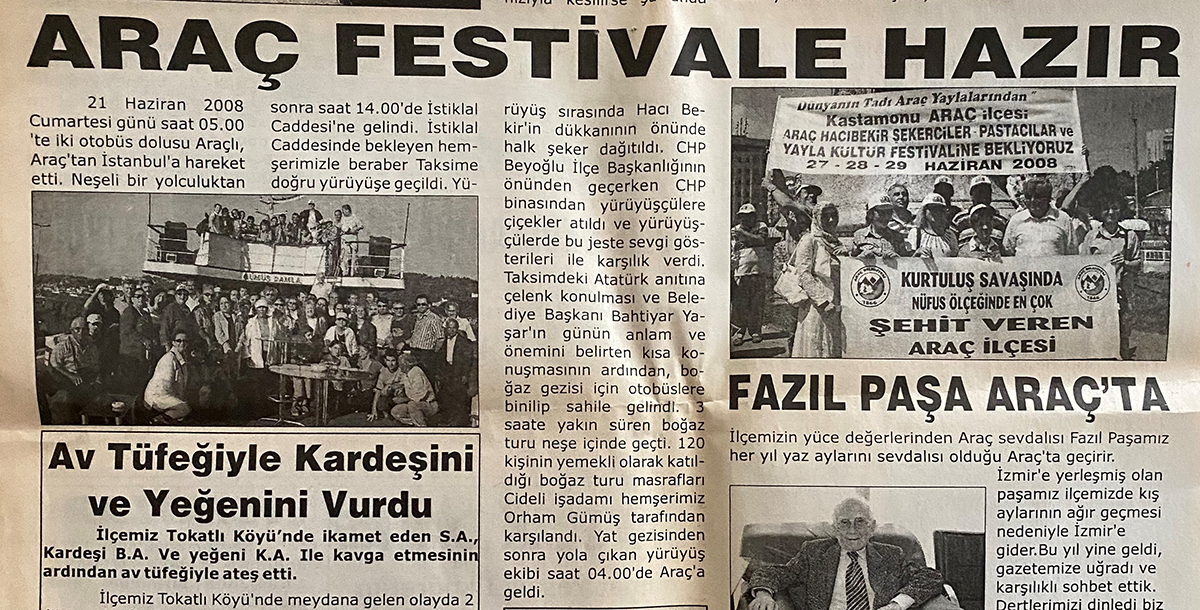 ARAÇ FESTİVALE HAZIR
21 Haziran 2008
Cumartesi günü saat 05.00
'te iki otobüs dolusu Araçlı,
Araç'tan İstanbul'a hareket
etti. Neşeli bir yolculuktan
sonra saat 14.00'de İstiklal
Caddesi'ne gelindi. İstiklal
Caddesinde bekleyen hem-
şerimizle beraber Taksime
doğru yürüyüşe geçildi. Yü-
rüyüş sırasında Hacı Be-
kir'in dükkanının önünde
halk şeker dağıtıldı. CHP
Beyoğlu İlçe Başkanlığının
önünden geçerken CHP
binasından yürüyüşçülere
çiçekler atıldı ve yürüyüş-
çülerde bu jeste sevgi gös-
terileri ile karşılık verdi.
Taksimdeki Atatürk anıtına
çelenk konulması ve Bele-
diye Başkanı Bahtiyar Ya-
şar'ın günün anlam ve
önemini belirten kısa ko-
nuşmasının ardından, bo-
ğaz gezisi için otobüslere
binilip sahile gelindi. 3
saate yakın süren boğaz
turu neşe içinde geçti. 120
kişinin yemekli olarak katıl-
dığı boğaz turu masrafları
Cideli işadamı hemşerimiz
Orham Gümüş tarafından
karşılandı. Yat gezisinden
sonra yola çıkan yürüyüş
ekibi saat 04.00'de Araç'a
geldi.
GÜMÜŞ DAMLA
Av Tüfeğiyle Kardeşini
ve Yeğenini Vurdu
İlçemiz Tokatlı Köyü'nde ikamet eden S.A.,
Kardeşi B.A. Ve yeğeni K.A. Ile kavga etmesinin
ardından av tüfeğiyle ateş etti.
İlçemiz Tokatlı Köyü'nde meydana gelen olayda 2
Dünyanın Tadı Araç Yaylalarından"
Kastamonu ARAÇ ilçesi
ARAÇ HACIBEKİR ŞEKERCİLER - PASTACILAR ve
YAYLA KÜLTÜR FESTİVALİNE BEKLİYORUZ
27 - 28 - 29 HAZİRAN 2008
KURTULUŞ SAVAŞINDA
NÜFUS ÖLÇEĞİNDE EN ÇOK
ŞEHİT VEREN
ARAÇ İLÇESİ
FAZIL PAŞA ARAÇ'TA
İlçemizin yüce değerlerinden Araç sevdalısı Fazıl Paşamız
her yıl yaz aylarını sevdalısı olduğu Araç'ta geçirir.
İzmir'e yerleşmiş olan
paşamız ilçemizde kış
aylarının ağır geçmesi
nedeniyle İzmir'e
gider.Bu yıl yine geldi,
gazetemize uğradı ve
karşılıklı sohbet ettik.
Dertlerimizi dinledi biz